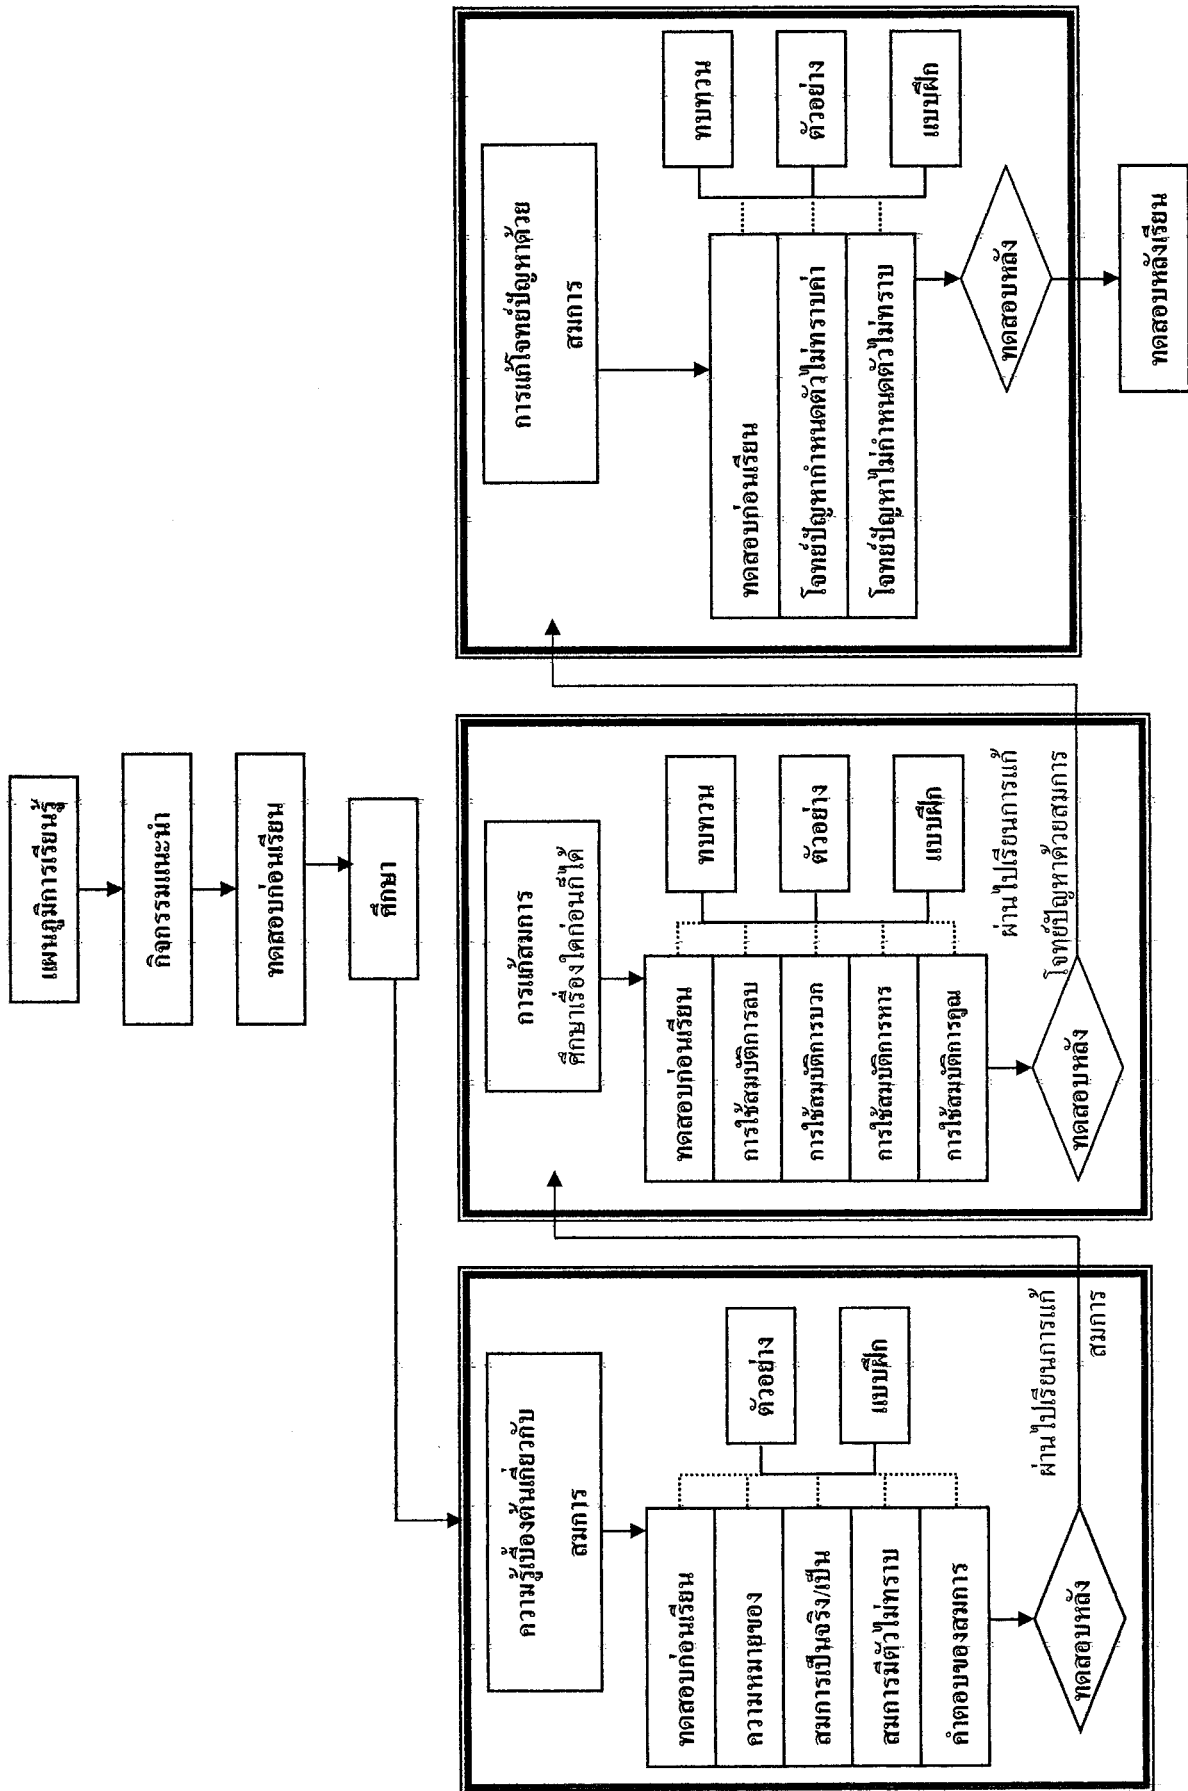 แผนภูมิการเรียนรู้
กิจกรรมแนะนำ
ทดสอบก่อนเรียน
ศึกษา
ความรู้เบื้องต้นเกี่ยวกับ
สมการ
ทดสอบก่อนเรียน
ความหมายของ
สมการเป็นจริง/เป็น
สมการมีตัวไม่ทราบ
คำตอบของสมการ
ตัวอย่าง
แบบฝึก
ทดสอบหลัง
ผ่านไปเรียนการแก้
สมการ
การแก้สมการ
ศึกษาเรื่องใดก่อนก็ได้
ทดสอบก่อนเรียน
การใช้สมบัติการลบ
การใช้สมบัติการบวก
การใช้สมบัติการหาร
การใช้สมบัติการคูณ
ทบทวน
ตัวอย่าง
แบบฝึก
ทดสอบหลัง
ผ่านไปเรียนการแก้
โจทย์ปัญหาด้วยสมการ
การแก้โจทย์ปัญหาด้วย
สมการ
ทดสอบก่อนเรียน
โจทย์ปัญหากำหนดตัวไม่ทราบค่า
โจทย์ปัญหาไม่กำหนดตัวไม่ทราบ
ทบทวน
ตัวอย่าง
แบบฝึก
ทดสอบหลัง
ทดสอบหลังเรียน